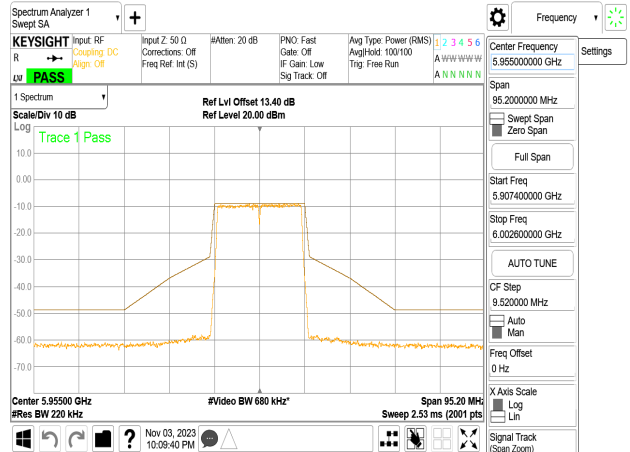 Spectrum Analyzer 1
Swept SA
Frequency
KEYSIGHT
R
LXI
PASS
Input: RF
Coupling: DC
Align: Off
Input Z: 50 Ω
Corrections: Off
Freq Ref: Int (S)
#Atten: 20 dB
PNO: Fast
Gate: Off
IF Gain: Low
Sig Track: Off
Avg Type: Power (RMS)
Avg|Hold: 100/100
Trig: Free Run
1 2 3 4 5 6
A W W W W W
A N N N N N
Center Frequency
5.955000000 GHz
Settings
Span
95.2000000 MHz
Swept Span
Zero Span
Full Span
Start Freq
5.907400000 GHz
Stop Freq
6.002600000 GHz
AUTO TUNE
CF Step
9.520000 MHz
Auto
Man
Freq Offset
0 Hz
X Axis Scale
Log
Lin
Signal Track
(Span Zoom)
1 Spectrum
Scale/Div 10 dB
Ref Lvl Offset 13.40 dB
Ref Level 20.00 dBm
Log
Trace 1 Pass
10.0
0.00
-10.0
-20.0
-30.0
-40.0
-50.0
-60.0
-70.0
Center 5.95500 GHz
#Video BW 680 kHz*
Span 95.20 MHz
#Res BW 220 kHz
Sweep 2.53 ms (2001 pts
?
Nov 03, 2023
10:09:40 PM